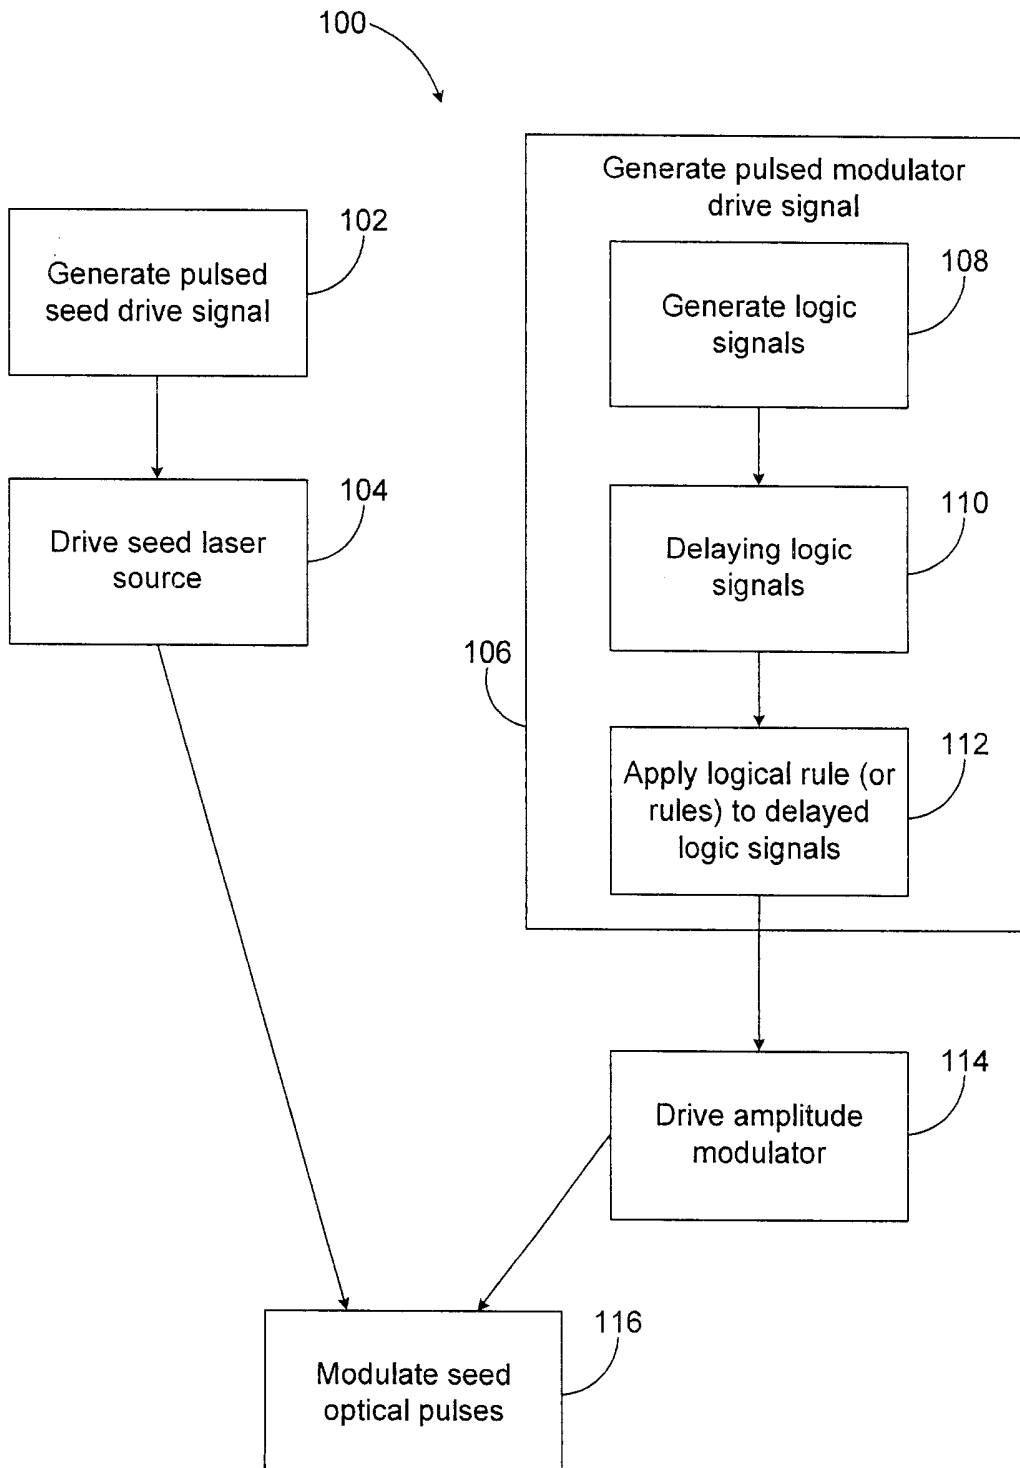 100
Generate pulsed modulator
drive signal
102
Generate pulsed
seed drive signal
108
Generate logic
signals
104
Drive seed laser
source
110
Delaying logic
signals
106
112
Apply logical rule (or
rules) to delayed
logic signals
114
Drive amplitude
modulator
116
Modulate seed
optical pulses